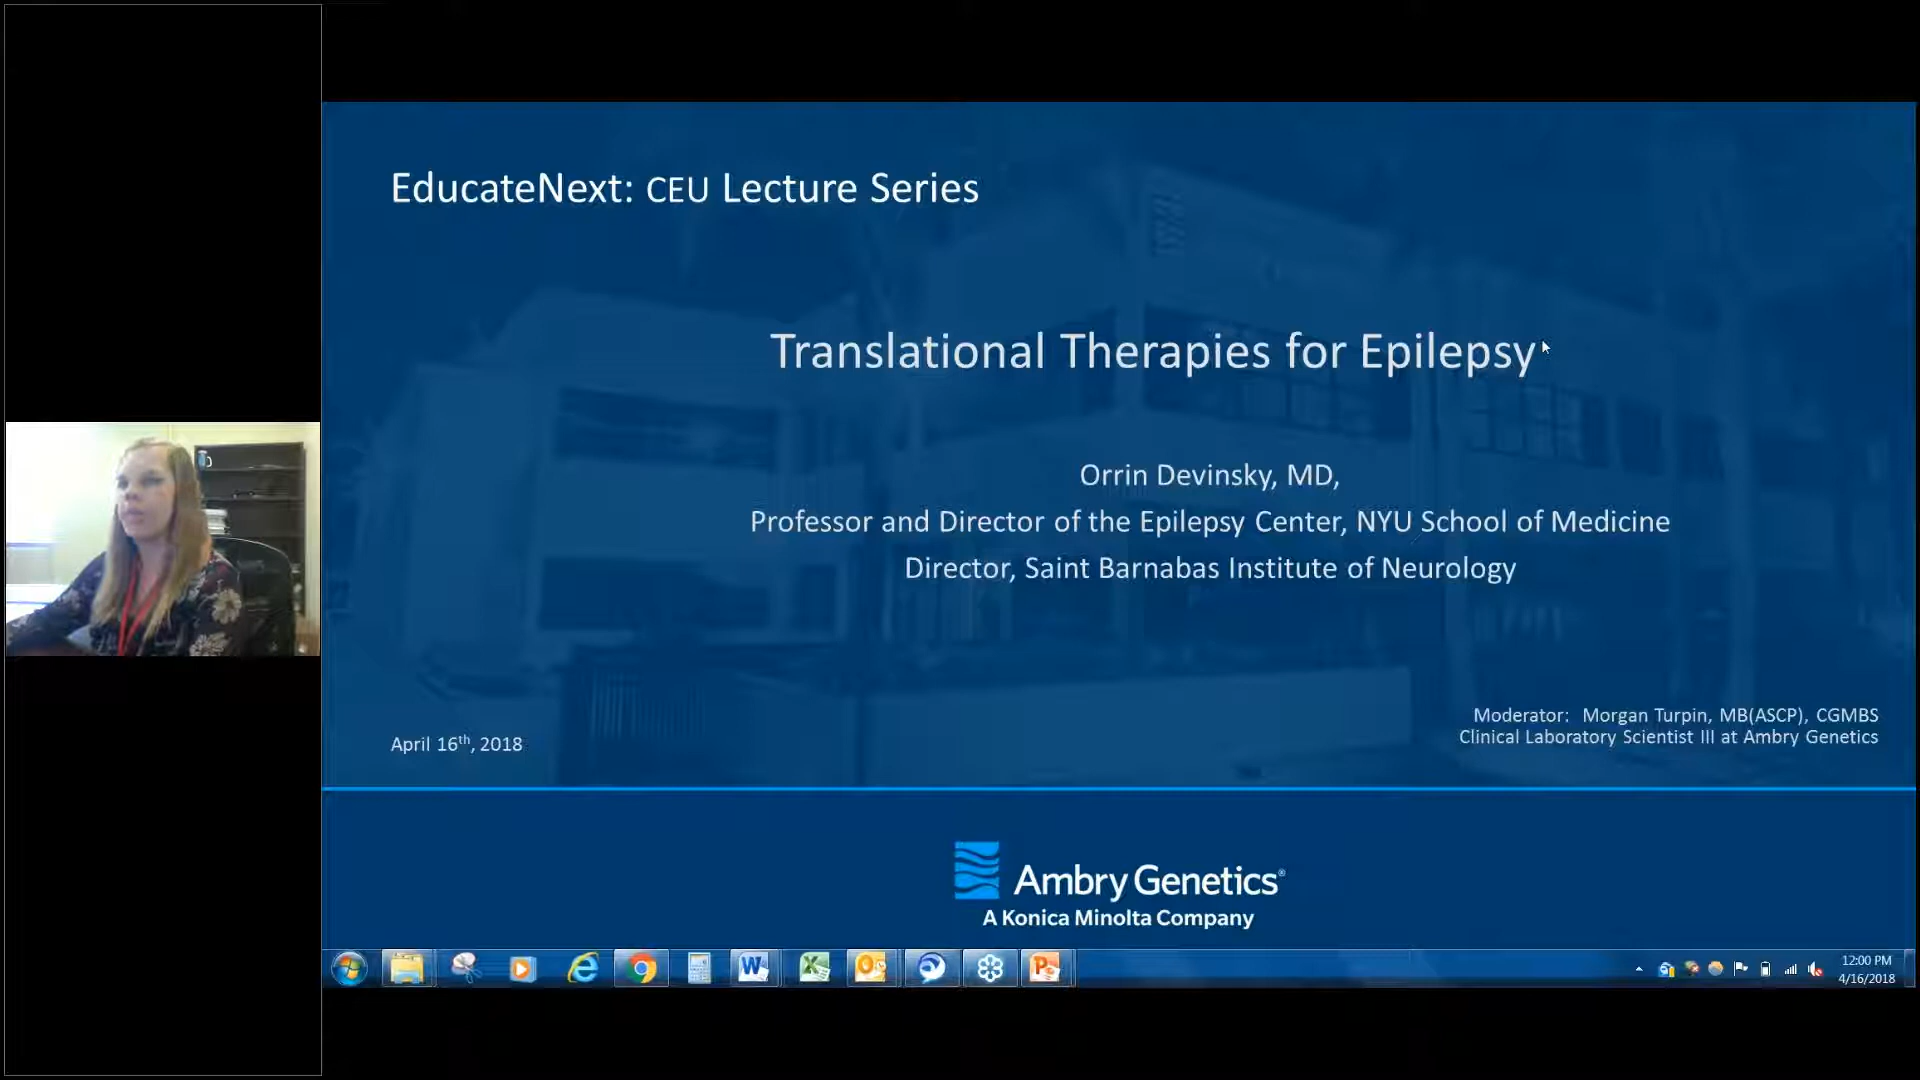 EducateNext: CEU Lecture Series
Translational Therapies for Epilepsy
Orrin Devinsky, MD,
Professor and Director of the Epilepsy Center, NYU School of Medicine
Director, Saint Barnabas Institute of Neurology
Moderator: Morgan Turpin, MB(ASCP), CGMBS
Clinical Laboratory Scientist III at Ambry Genetics
April 16th, 2018
Ambry Genetics®
A Konica Minolta Company
12:00 PM
4/16/2018